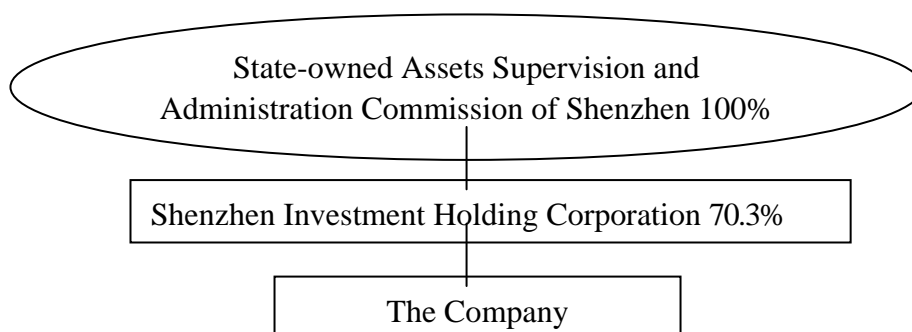 State-owned Assets Supervision and
Administration Commission of Shenzhen 100%
Shenzhen Investment Holding Corporation 70.3%
The Company